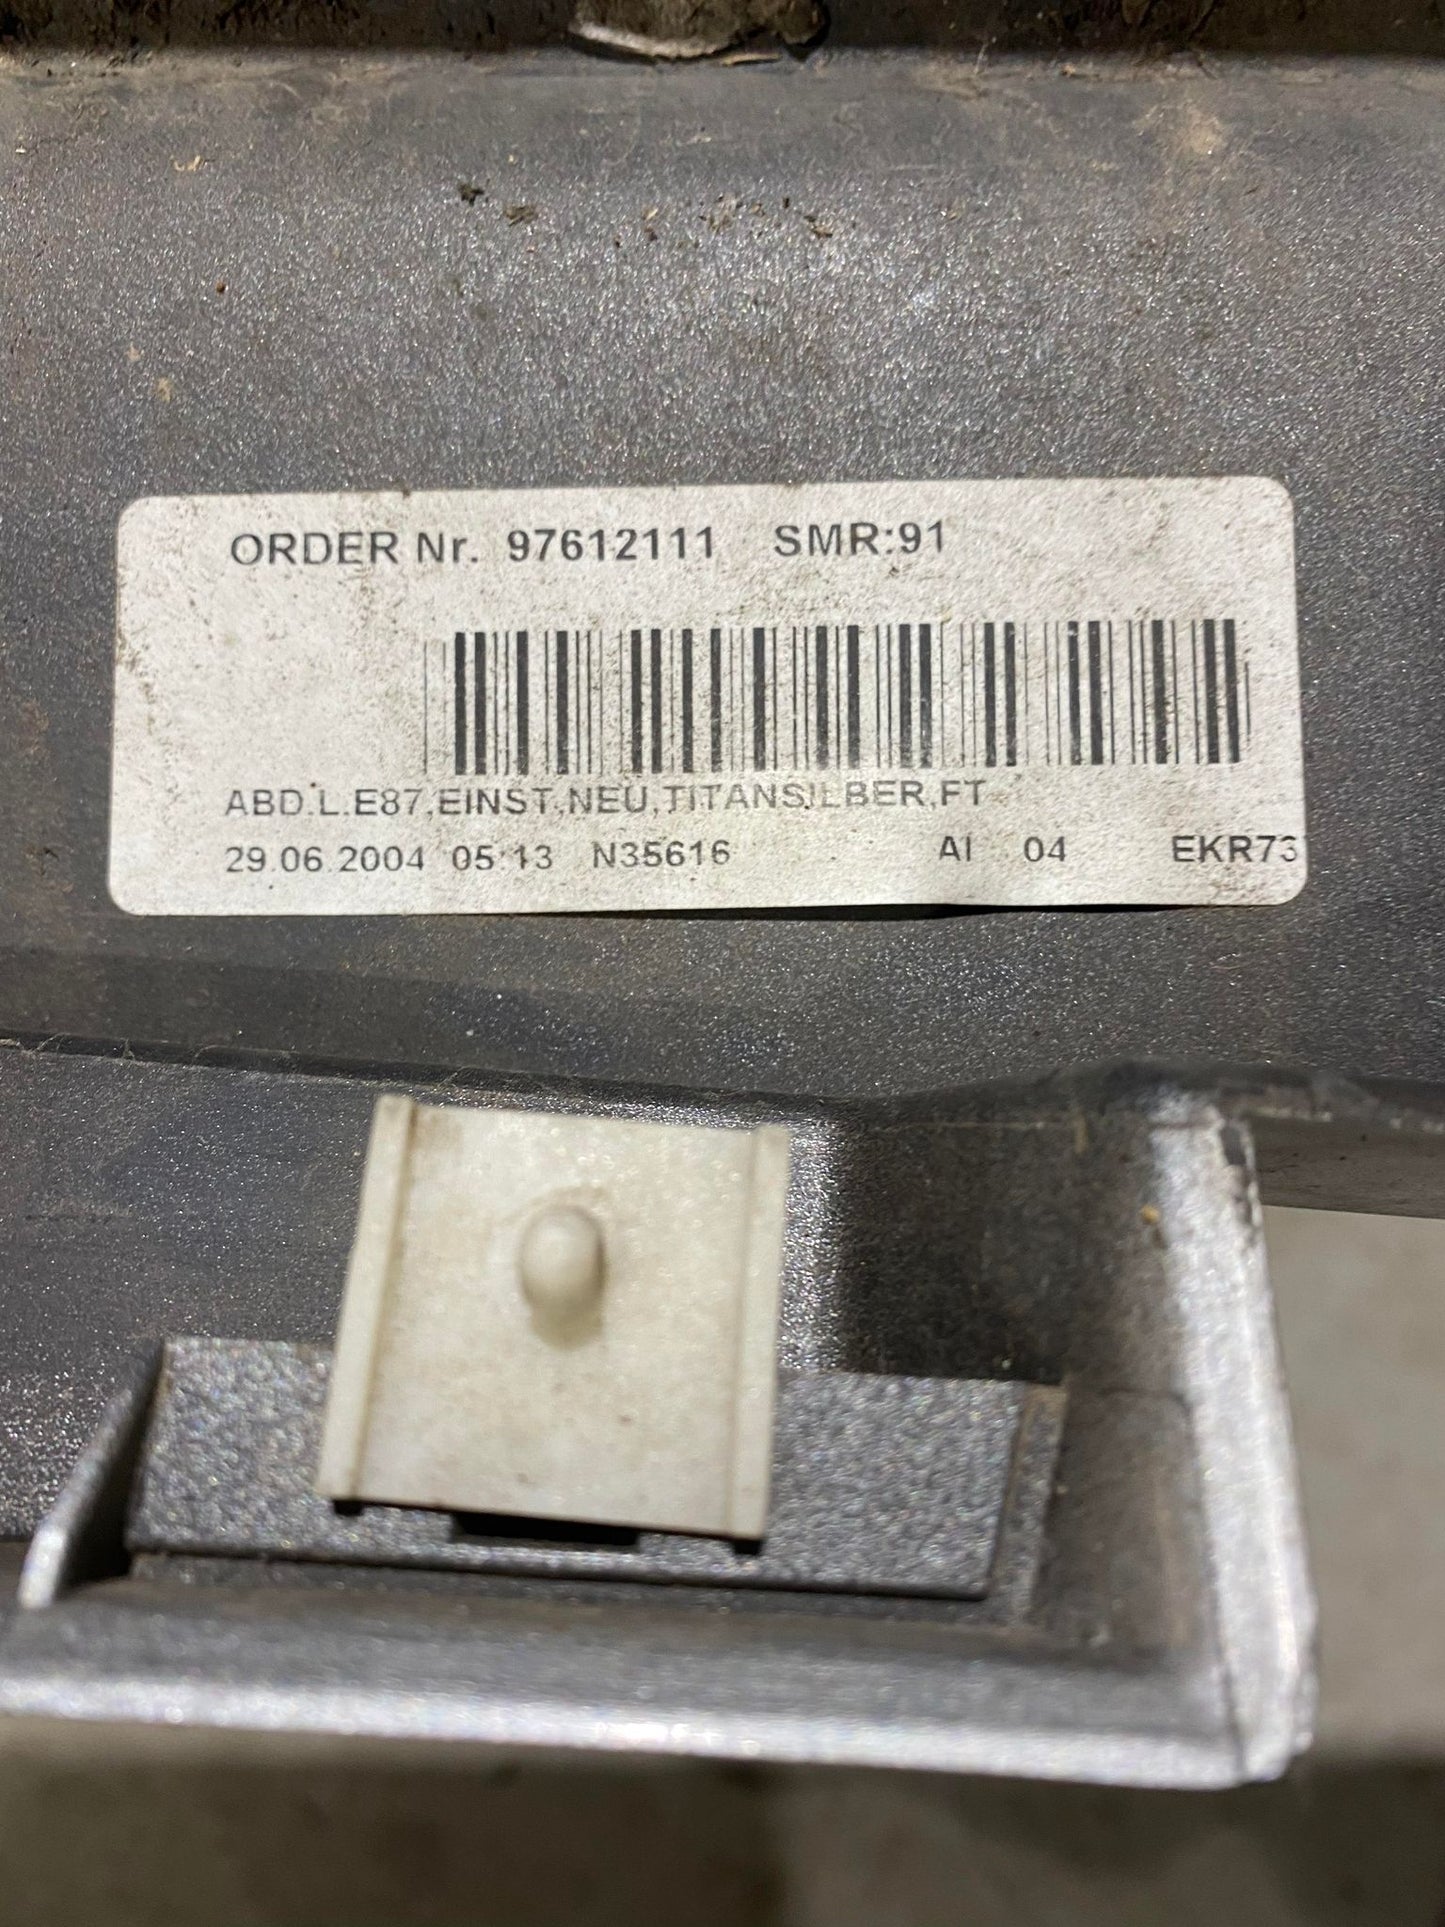 ORDER Nr. 97612111 SMR:91
ABD.L.E87,EINST.,NEU,TITANSILBER,FT
29.06.2004 05:13 N35616 AI 04 EKR73